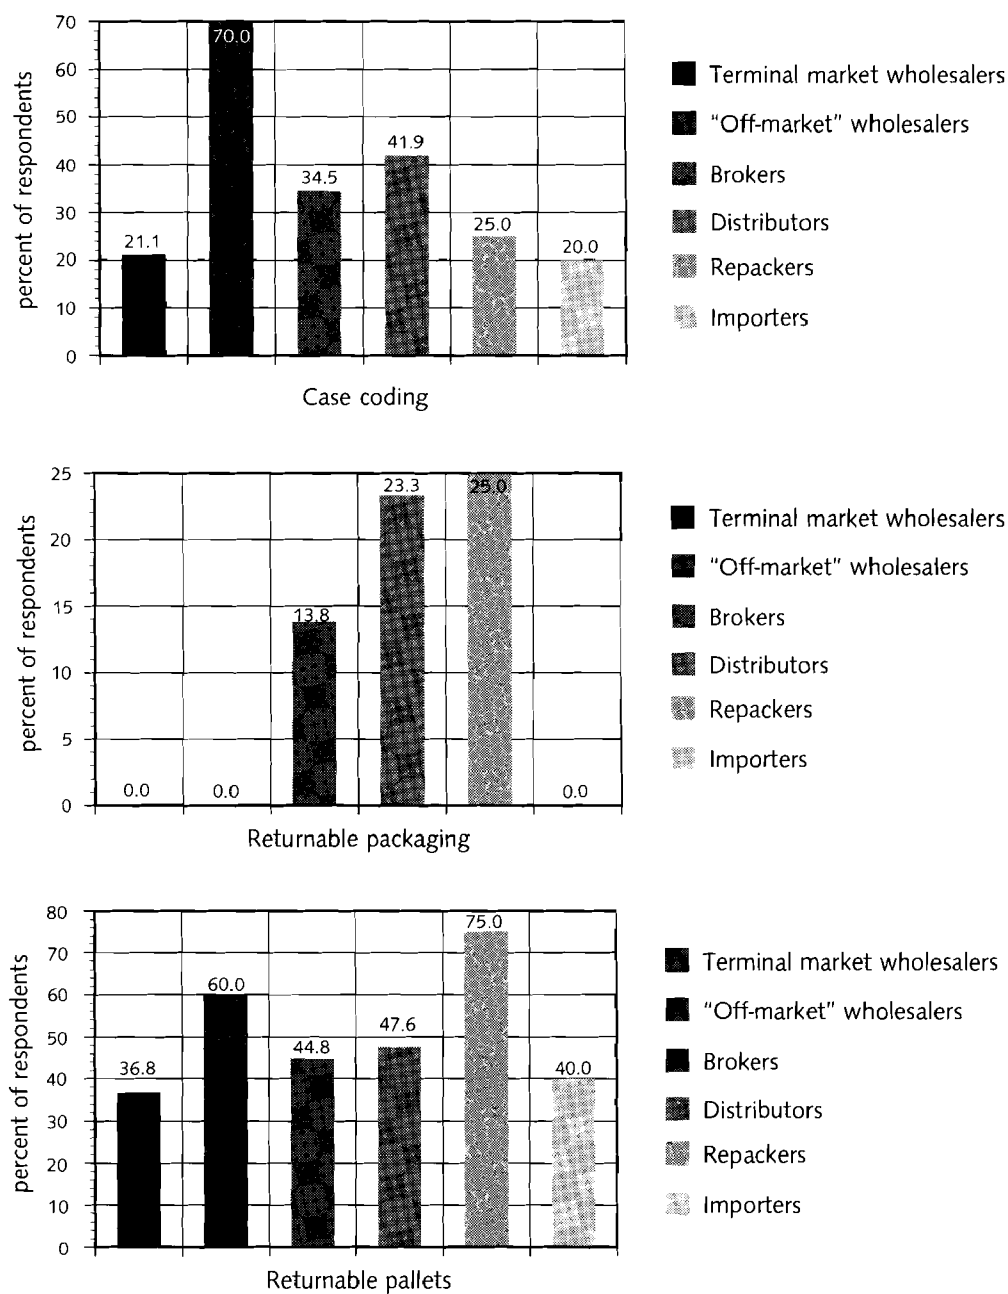 70
60
50
40
30
20
10
0
percent of respondents
21.1
70.0
34.5
41.9
25.0
20.0
Case coding
Terminal market wholesalers
"Off-market" wholesalers
Brokers
Distributors
Repackers
Importers
25
20
15
10
5
0
percent of respondents
0.0
0.0
13.8
23.3
25.0
0.0
Returnable packaging
Terminal market wholesalers
"Off-market" wholesalers
Brokers
Distributors
Repackers
Importers
80
70
60
50
40
30
20
10
0
percent of respondents
36.8
60.0
44.8
47.6
75.0
40.0
Returnable pallets
Terminal market wholesalers
"Off-market" wholesalers
Brokers
Distributors
Repackers
Importers